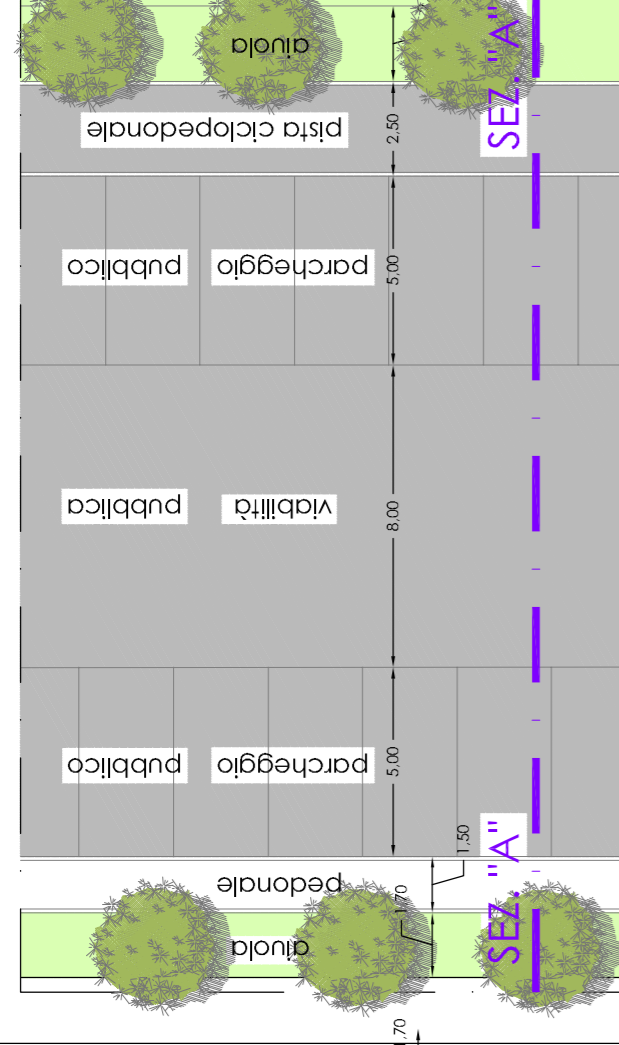 aiuola
SEZ. "A"
pista ciclopedonale
2,50
parcheggio pubblico
5,00
viabilità pubblica
8,00
parcheggio pubblico
5,00
1,50
pedonale
1,70
aiuola
SEZ. "A"
1,70